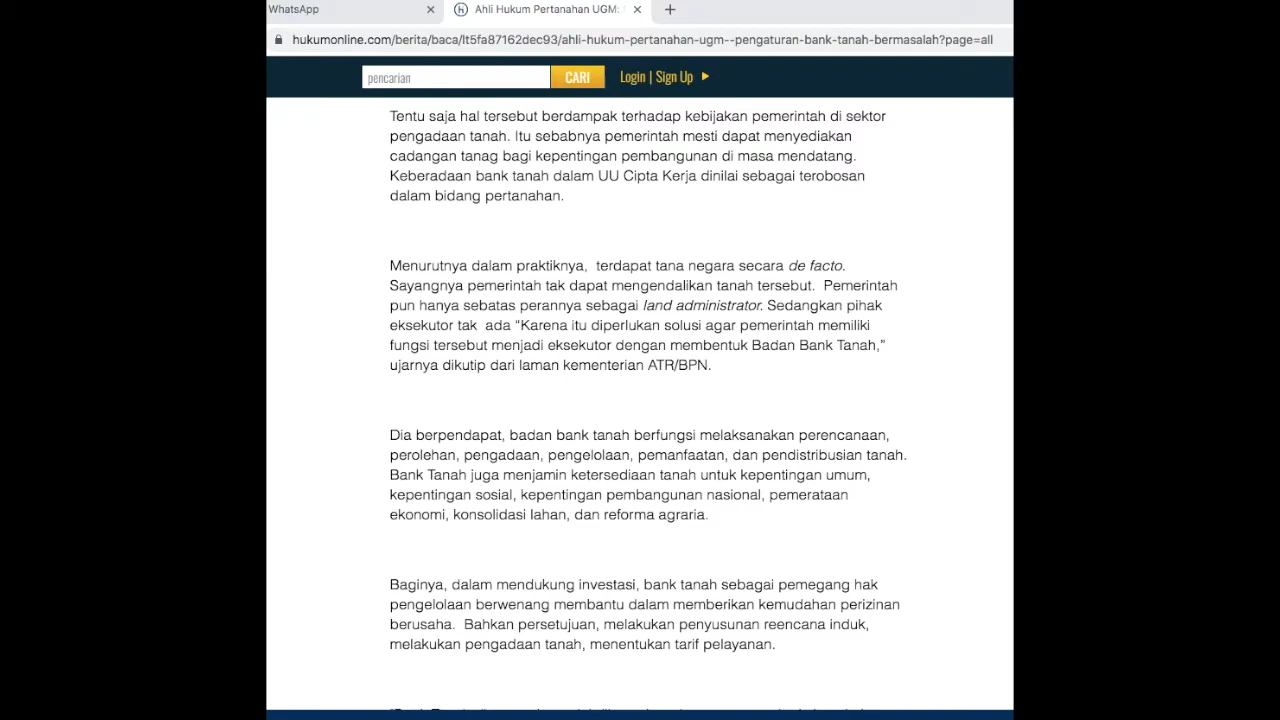 WhatsApp
Ahli Hukum Pertanahan UGM:
hukumonline.com/berita/baca/lt5fa87162dec93/ahli-hukum-pertanahan-ugm--pengaturan-bank-tanah-bermasalah?page=all
pencarian CARI Login | Sign Up
Tentu saja hal tersebut berdampak terhadap kebijakan pemerintah di sektor
pengadaan tanah. Itu sebabnya pemerintah mesti dapat menyediakan
cadangan tanag bagi kepentingan pembangunan di masa mendatang.
Keberadaan bank tanah dalam UU Cipta Kerja dinilai sebagai terobosan
dalam bidang pertanahan.
Menurutnya dalam praktiknya,  terdapat tana negara secara de facto.
Sayangnya pemerintah tak dapat mengendalikan tanah tersebut.  Pemerintah
pun hanya sebatas perannya sebagai land administrator. Sedangkan pihak
eksekutor tak  ada “Karena itu diperlukan solusi agar pemerintah memiliki
fungsi tersebut menjadi eksekutor dengan membentuk Badan Bank Tanah,”
ujarnya dikutip dari laman kementerian ATR/BPN.
Dia berpendapat, badan bank tanah berfungsi melaksanakan perencanaan,
perolehan, pengadaan, pengelolaan, pemanfaatan, dan pendistribusian tanah.
Bank Tanah juga menjamin ketersediaan tanah untuk kepentingan umum,
kepentingan sosial, kepentingan pembangunan nasional, pemerataan
ekonomi, konsolidasi lahan, dan reforma agraria.
Baginya, dalam mendukung investasi, bank tanah sebagai pemegang hak
pengelolaan berwenang membantu dalam memberikan kemudahan perizinan
berusaha.  Bahkan persetujuan, melakukan penyusunan reencana induk,
melakukan pengadaan tanah, menentukan tarif pelayanan.